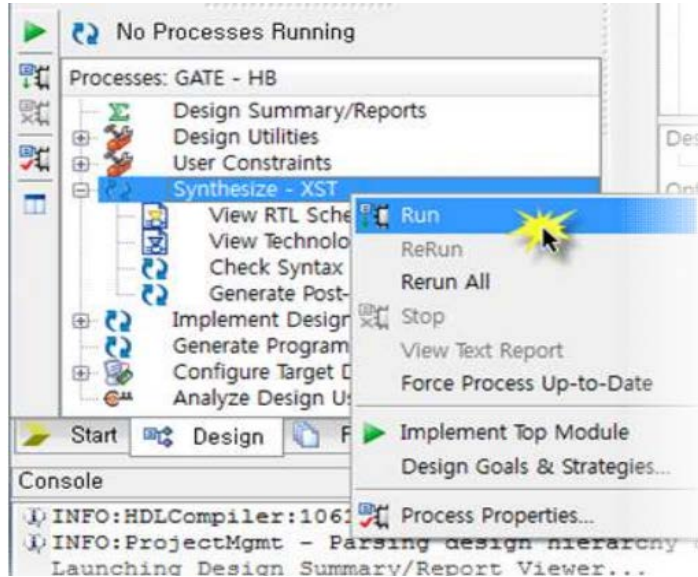 No Processes Running
Processes: GATE - HB
Design Summary/Reports
Design Utilities
User Constraints
Synthesize - XST
View RTL Sche
View Technolo
Check Syntax
Generate Post-
Implement Design
Generate Program
Configure Target D
Analyze Design Us
Run
ReRun
Rerun All
Stop
View Text Report
Force Process Up-to-Date
Implement Top Module
Design Goals & Strategies...
Process Properties...
Des
Start
Design
Console
INFO:HDLCompiler:1061
INFO:ProjectMgmt - Parsing design hierarchy
Launching Design Summary/Report Viewer...